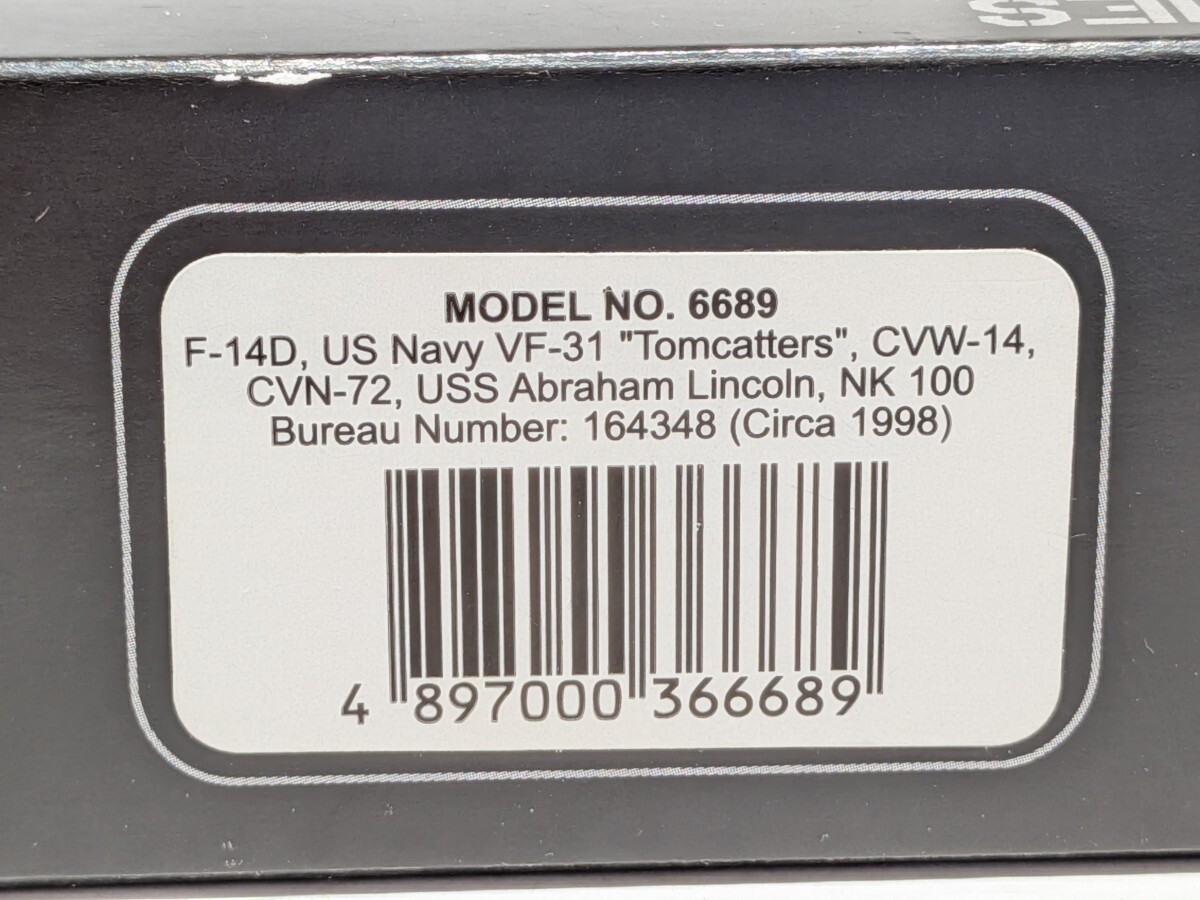 MODEL NO. 6689
F-14D, US Navy VF-31 "Tomcatters", CVW-14,
CVN-72, USS Abraham Lincoln, NK 100
Bureau Number: 164348 (Circa 1998)
4 897000 366689